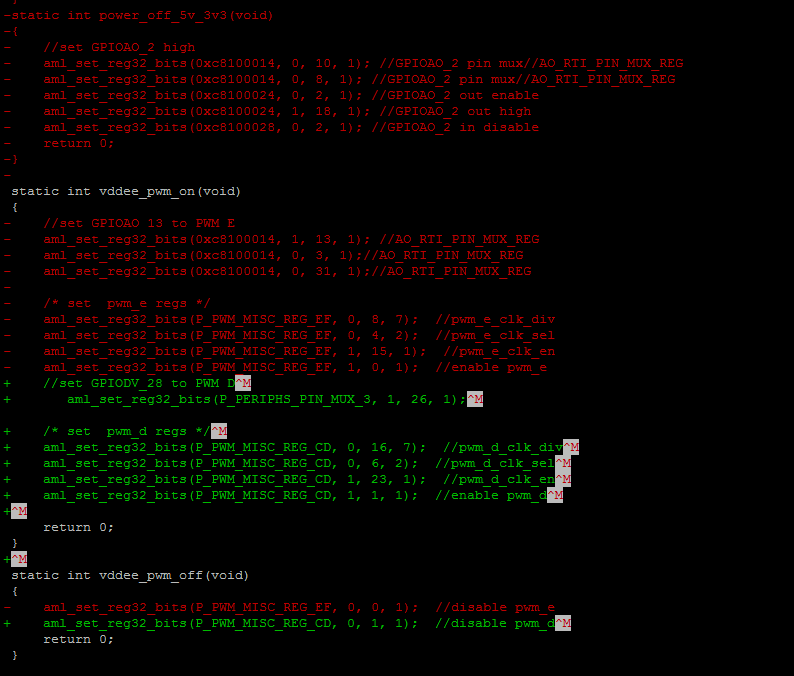 -static int power_off_5v_3v3(void)
-{
-    //set GPIOAO_2 high
-    aml_set_reg32_bits(0xc8100014, 0, 10, 1); //GPIOAO_2 pin mux//AO_RTI_PIN_MUX_REG
-    aml_set_reg32_bits(0xc8100014, 0, 8, 1); //GPIOAO_2 pin mux//AO_RTI_PIN_MUX_REG
-    aml_set_reg32_bits(0xc8100024, 0, 2, 1); //GPIOAO_2 out enable
-    aml_set_reg32_bits(0xc8100024, 1, 18, 1); //GPIOAO_2 out high
-    aml_set_reg32_bits(0xc8100028, 0, 2, 1); //GPIOAO_2 in disable
-    return 0;
-}
-
 static int vddee_pwm_on(void)
 {
-    //set GPIOAO_13 to PWM_E
-    aml_set_reg32_bits(0xc8100014, 1, 13, 1); //AO_RTI_PIN_MUX_REG
-    aml_set_reg32_bits(0xc8100014, 0, 3, 1);//AO_RTI_PIN_MUX_REG
-    aml_set_reg32_bits(0xc8100014, 0, 31, 1);//AO_RTI_PIN_MUX_REG
-
-    /* set  pwm_e regs */
-    aml_set_reg32_bits(P_PWM_MISC_REG_EF, 0, 8, 7);  //pwm_e_clk_div
-    aml_set_reg32_bits(P_PWM_MISC_REG_EF, 0, 4, 2);  //pwm_e_clk_sel
-    aml_set_reg32_bits(P_PWM_MISC_REG_EF, 1, 15, 1);  //pwm_e_clk_en
-    aml_set_reg32_bits(P_PWM_MISC_REG_EF, 1, 0, 1);  //enable pwm_e
+    //set GPIODV_28 to PWM_D^M
+       aml_set_reg32_bits(P_PERIPHS_PIN_MUX_3, 1, 26, 1);^M
+    /* set  pwm_d regs */^M
+    aml_set_reg32_bits(P_PWM_MISC_REG_CD, 0, 16, 7);  //pwm_d_clk_div^M
+    aml_set_reg32_bits(P_PWM_MISC_REG_CD, 0, 6, 2);  //pwm_d_clk_sel^M
+    aml_set_reg32_bits(P_PWM_MISC_REG_CD, 1, 23, 1);  //pwm_d_clk_en^M
+    aml_set_reg32_bits(P_PWM_MISC_REG_CD, 1, 1, 1);  //enable pwm_d^M
+^M
     return 0;
 }
+^M
 static int vddee_pwm_off(void)
 {
-    aml_set_reg32_bits(P_PWM_MISC_REG_EF, 0, 0, 1);  //disable pwm_e
+    aml_set_reg32_bits(P_PWM_MISC_REG_CD, 0, 1, 1);  //disable pwm_d^M
     return 0;
 }